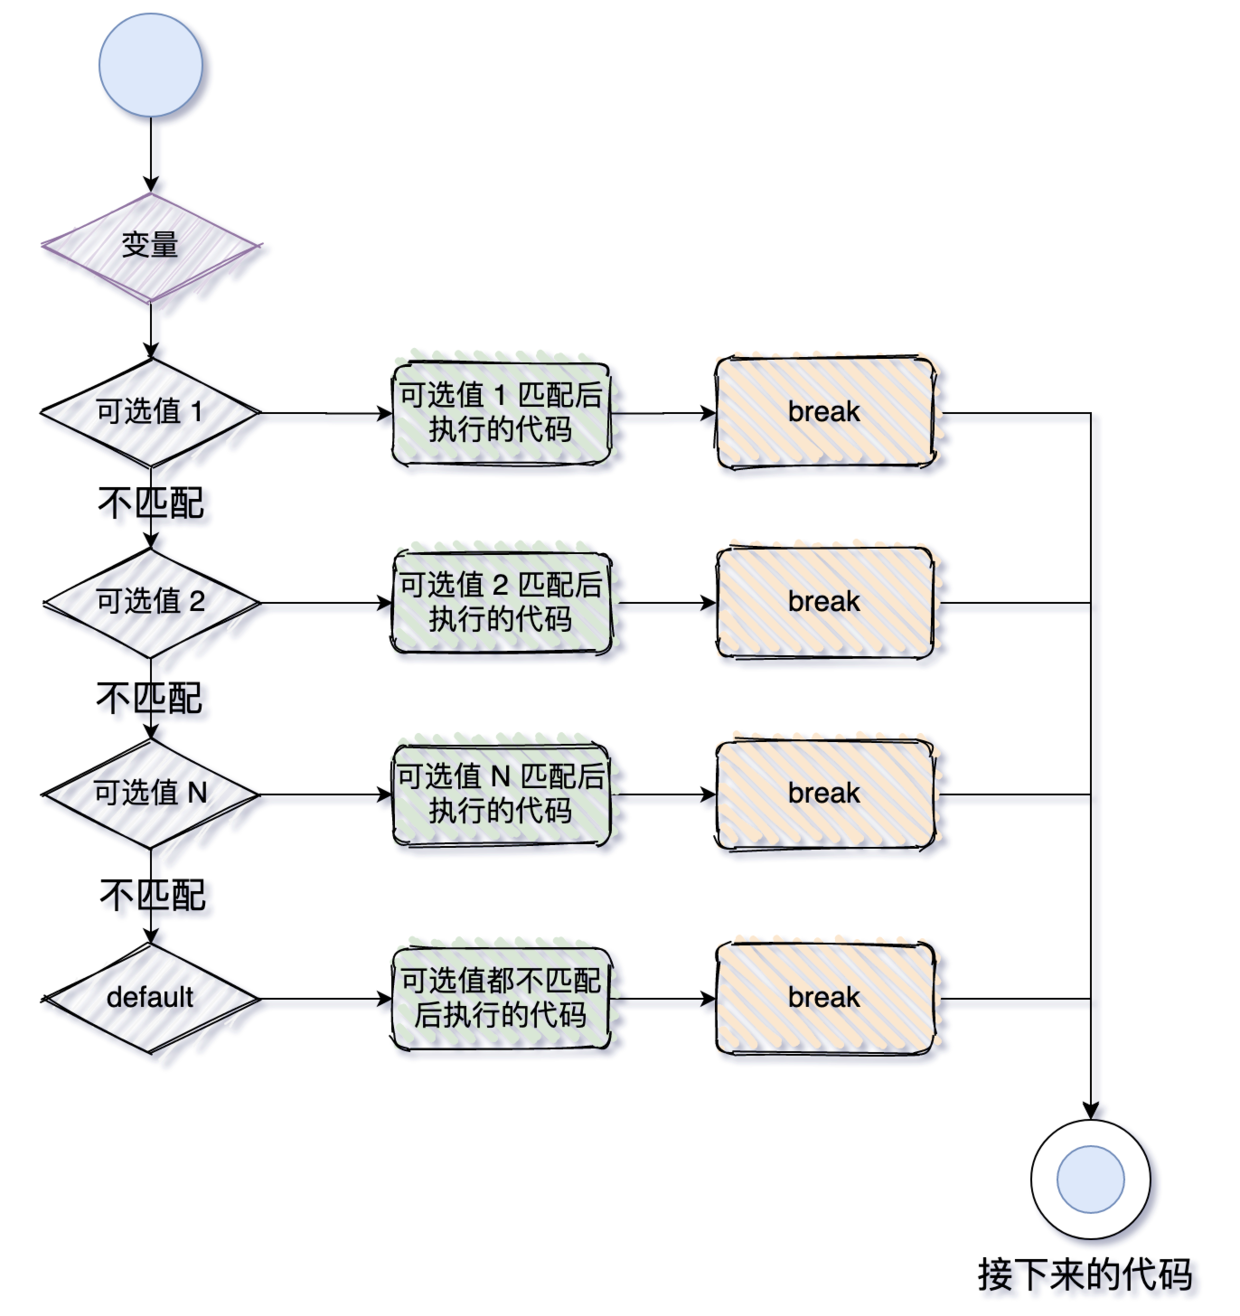 变量
可选值 1
可选值 1 匹配后
执行的代码
break
不匹配
可选值 2
可选值 2 匹配后
执行的代码
break
不匹配
可选值 N
可选值 N 匹配后
执行的代码
break
不匹配
default
可选值都不匹配
后执行的代码
break
接下来的代码